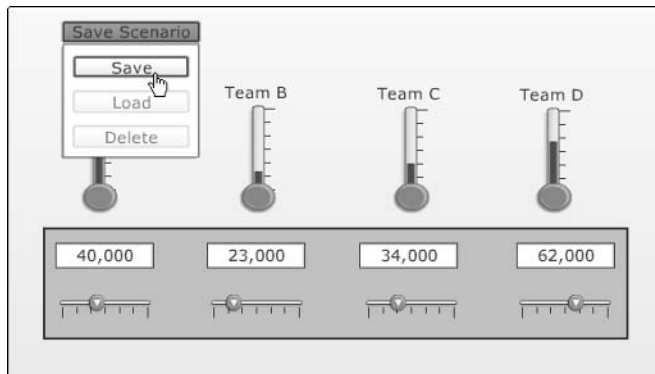 Save Scenario
Save
Load
Delete
Team B
Team C
Team D
40,000
23,000
34,000
62,000